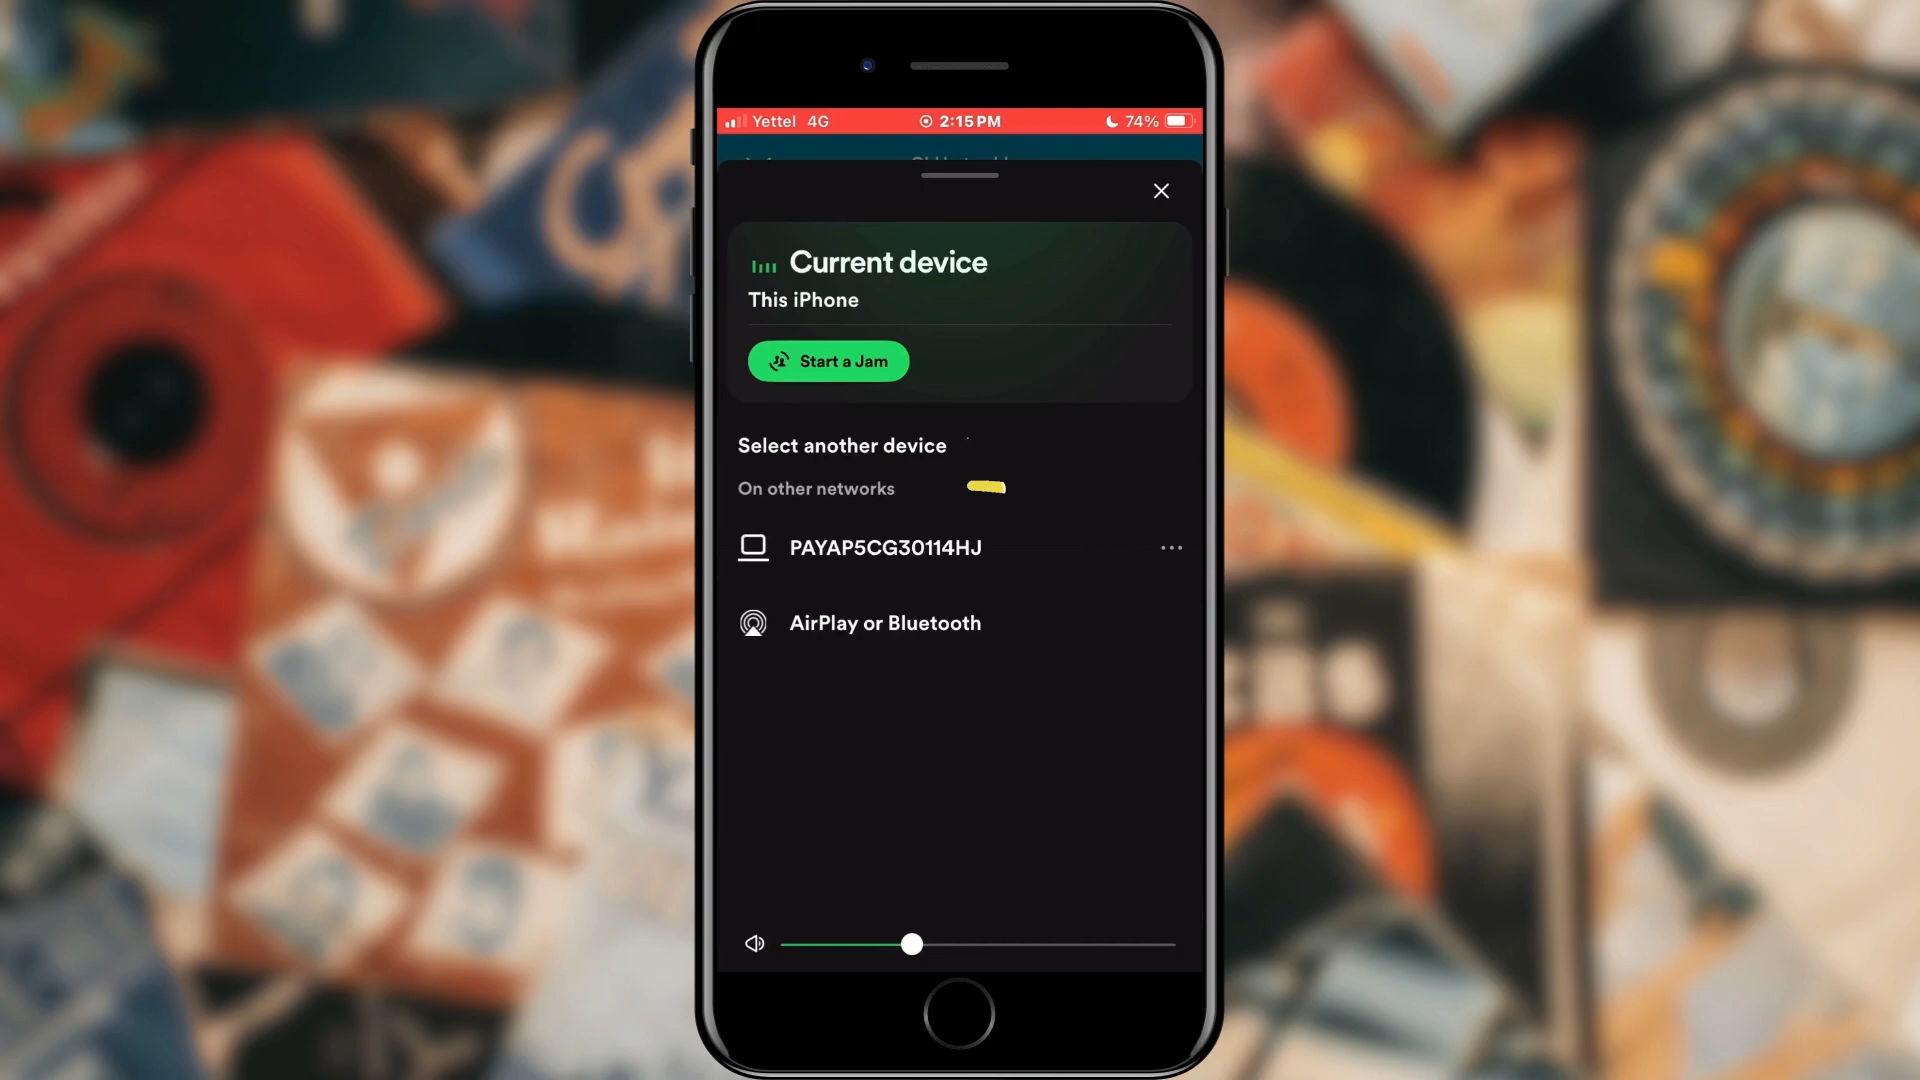 Yettel 4G 2:15 PM 74%
Current device
This iPhone
Start a Jam
Select another device
On other networks
PAYAP5CG30114HJ
AirPlay or Bluetooth